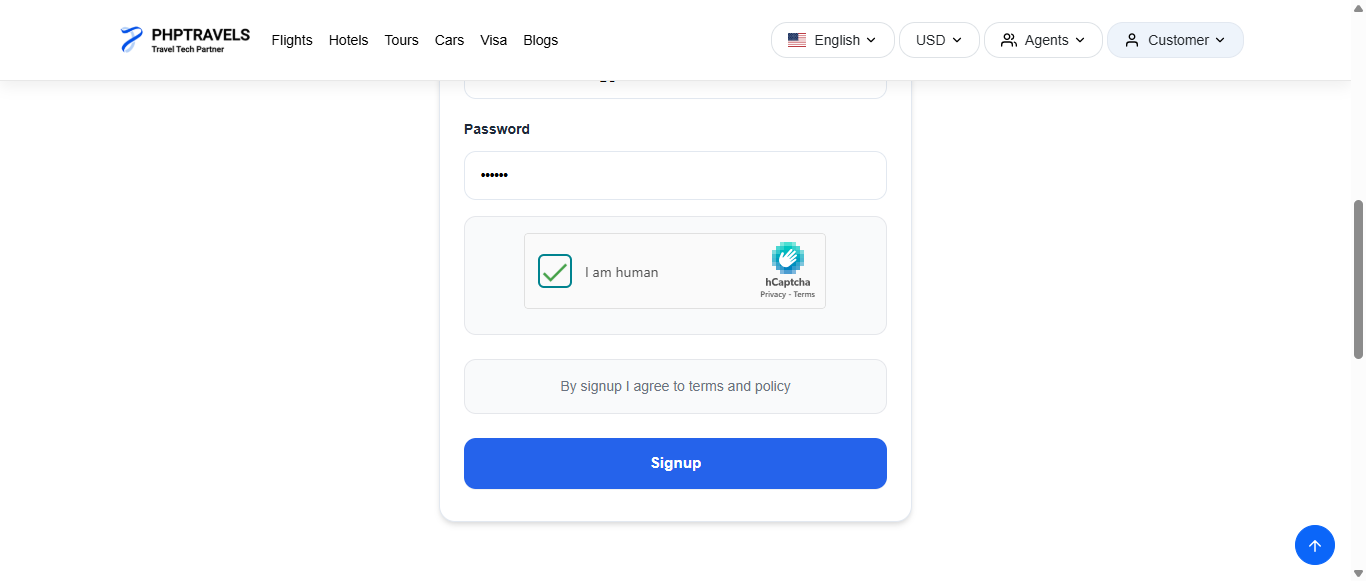 PHPTRAVELS
Travel Tech Partner
Flights Hotels Tours Cars Visa Blogs
English USD Agents Customer
Password
••••••
I am human
hCaptcha
Privacy - Terms
By signup I agree to terms and policy
Signup